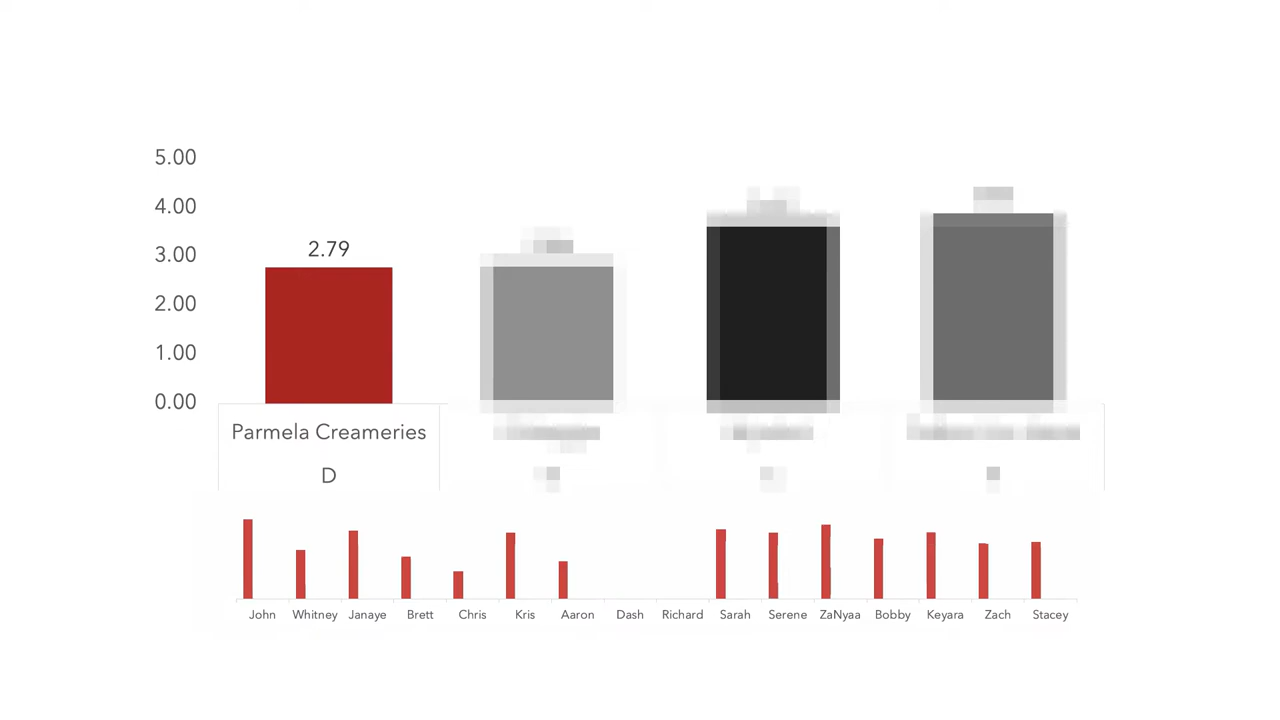 5.00
4.00
3.00
2.79
2.00
1.00
0.00
Parmela Creameries
D
John Whitney Janaye Brett Chris Kris Aaron Dash Richard Sarah Serene ZaNyaa Bobby Keyara Zach Stacey